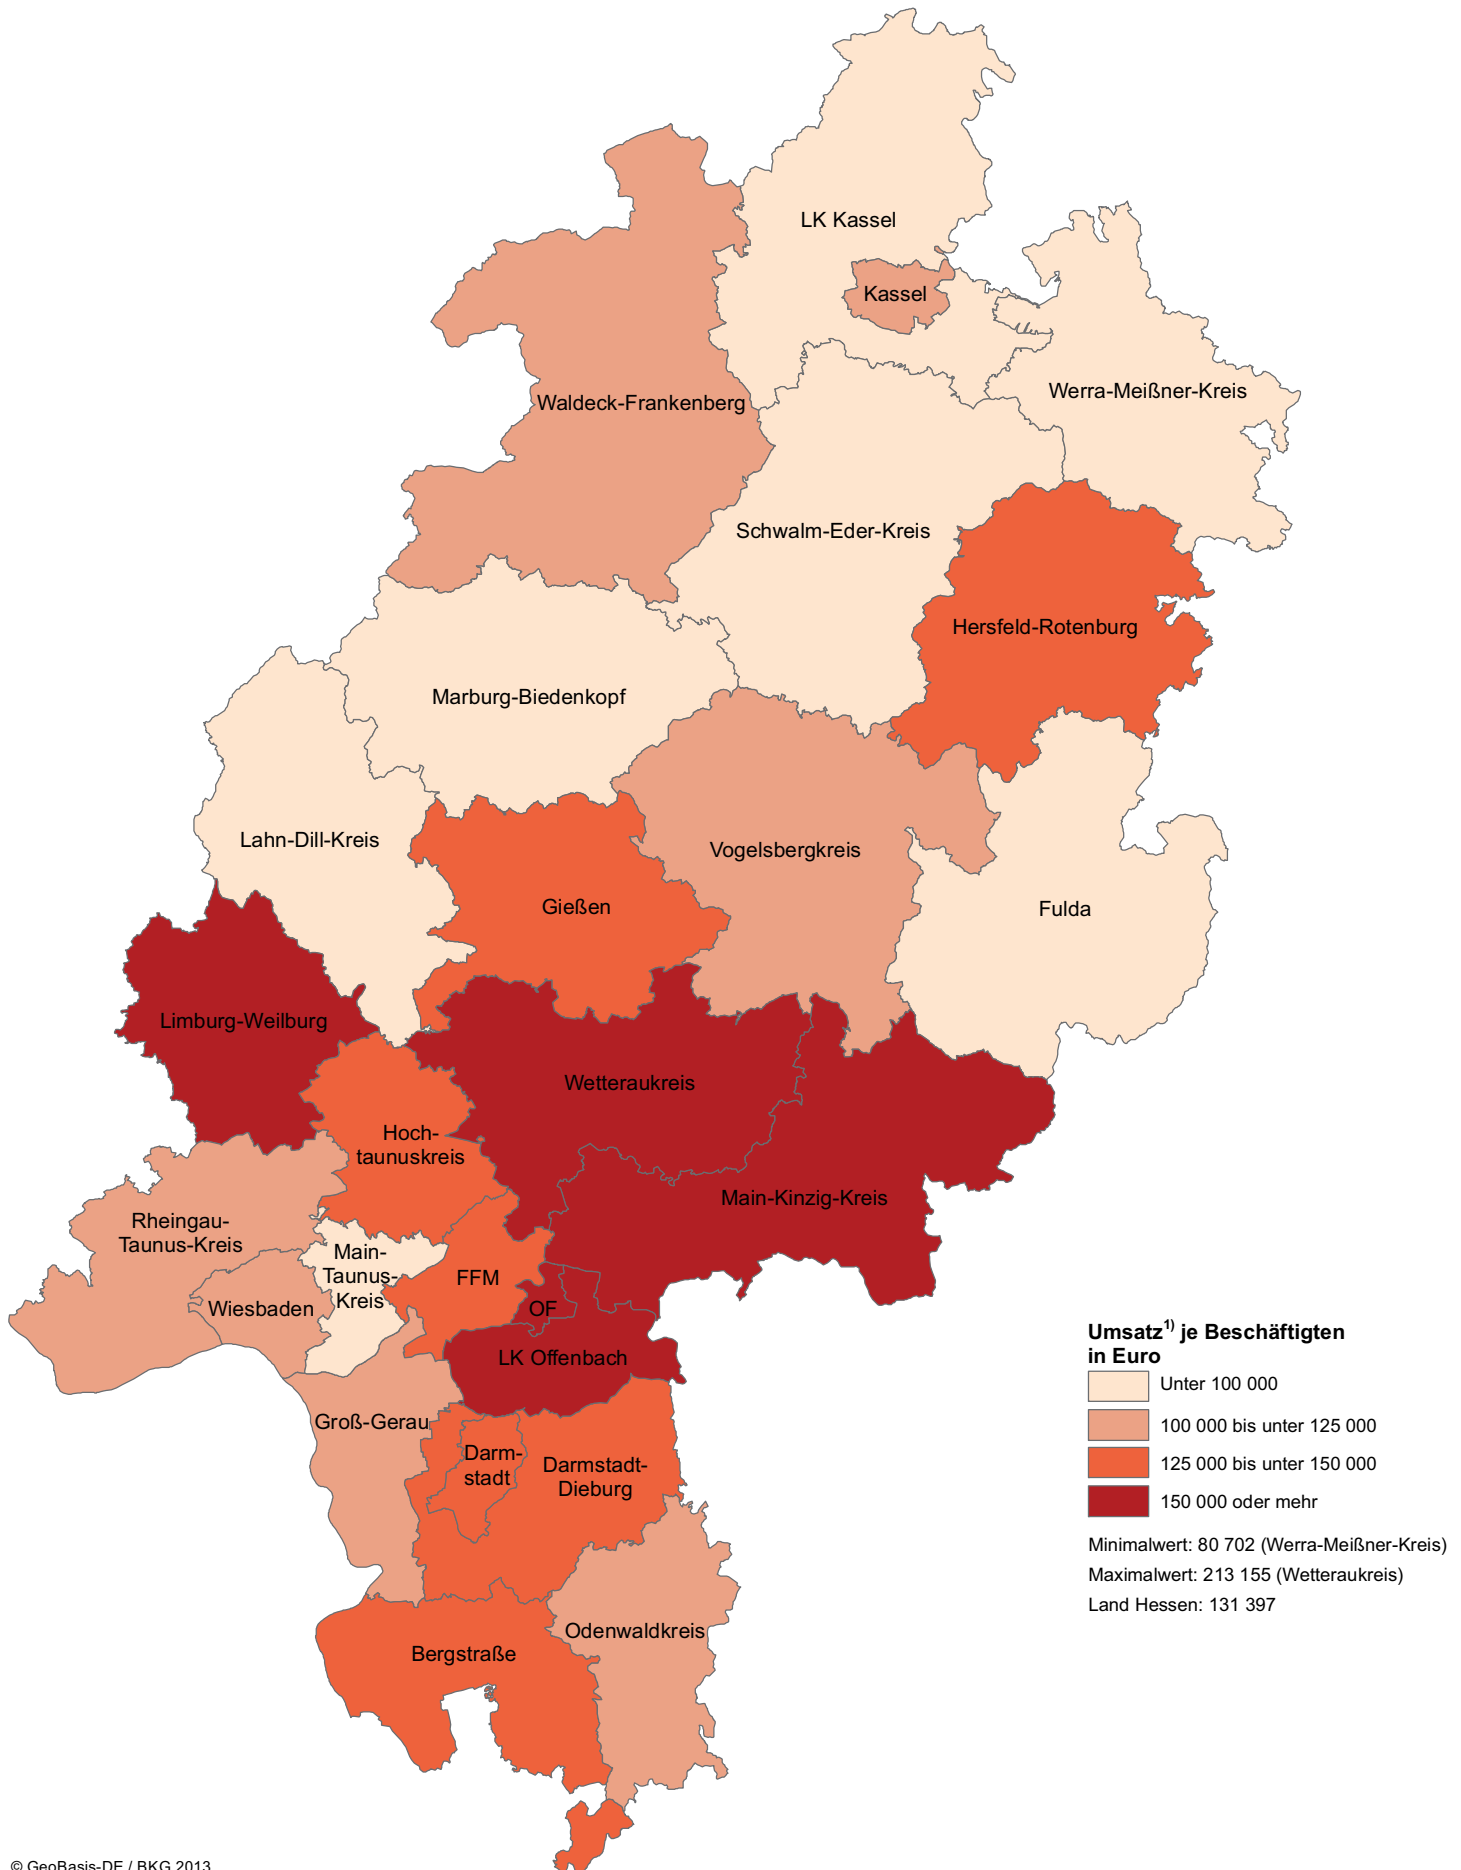 LK Kassel
Kassel
Werra-Meißner-Kreis
Waldeck-Frankenberg
Schwalm-Eder-Kreis
Hersfeld-Rotenburg
Marburg-Biedenkopf
Lahn-Dill-Kreis
Vogelsbergkreis
Gießen
Fulda
Limburg-Weilburg
Wetteraukreis
Hoch-
taunuskreis
Main-Kinzig-Kreis
Rheingau-
Taunus-Kreis
Main-
Taunus-
Kreis
FFM
Wiesbaden
OF
LK Offenbach
Groß-Gerau
Darm-
stadt
Darmstadt-
Dieburg
Odenwaldkreis
Bergstraße
Umsatz1) je Beschäftigten
in Euro
Unter 100 000
100 000 bis unter 125 000
125 000 bis unter 150 000
150 000 oder mehr
Minimalwert: 80 702 (Werra-Meißner-Kreis)
Maximalwert: 213 155 (Wetteraukreis)
Land Hessen: 131 397
© GeoBasis-DE / BKG 2013